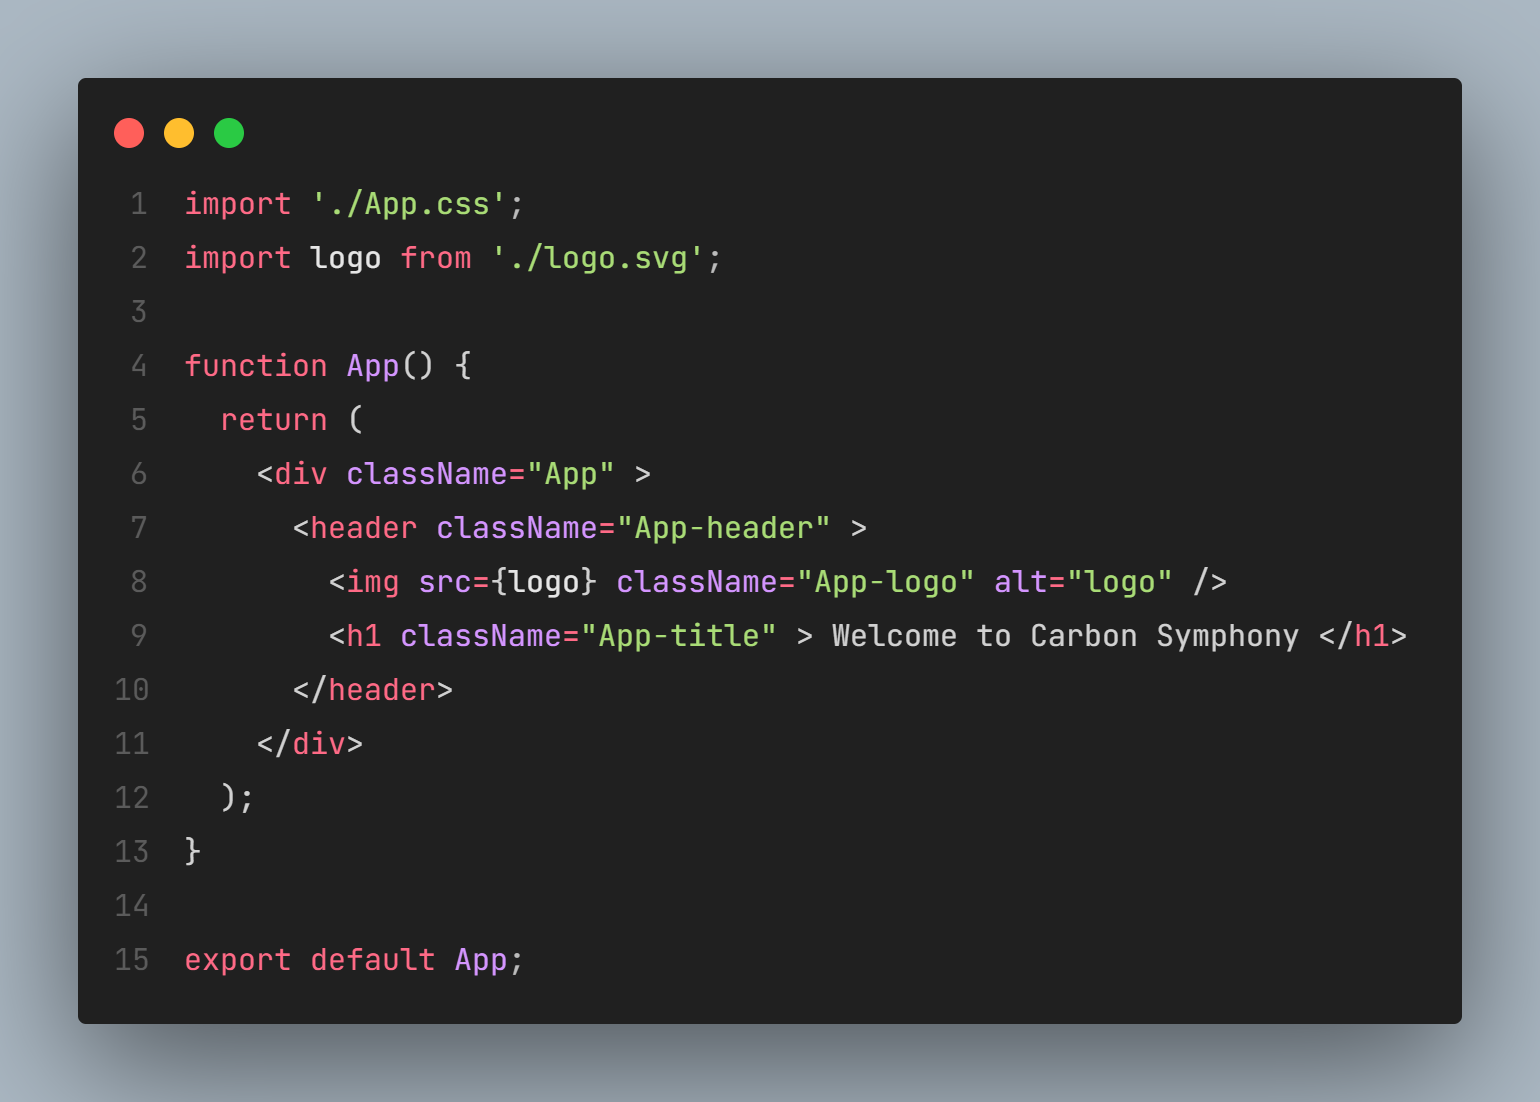 1 import './App.css';
2 import logo from './logo.svg';
3
4 function App() {
5   return (
6     <div className="App" >
7       <header className="App-header" >
8         <img src={logo} className="App-logo" alt="logo" />
9         <h1 className="App-title" > Welcome to Carbon Symphony </h1>
10       </header>
11     </div>
12   );
13 }
14
15 export default App;